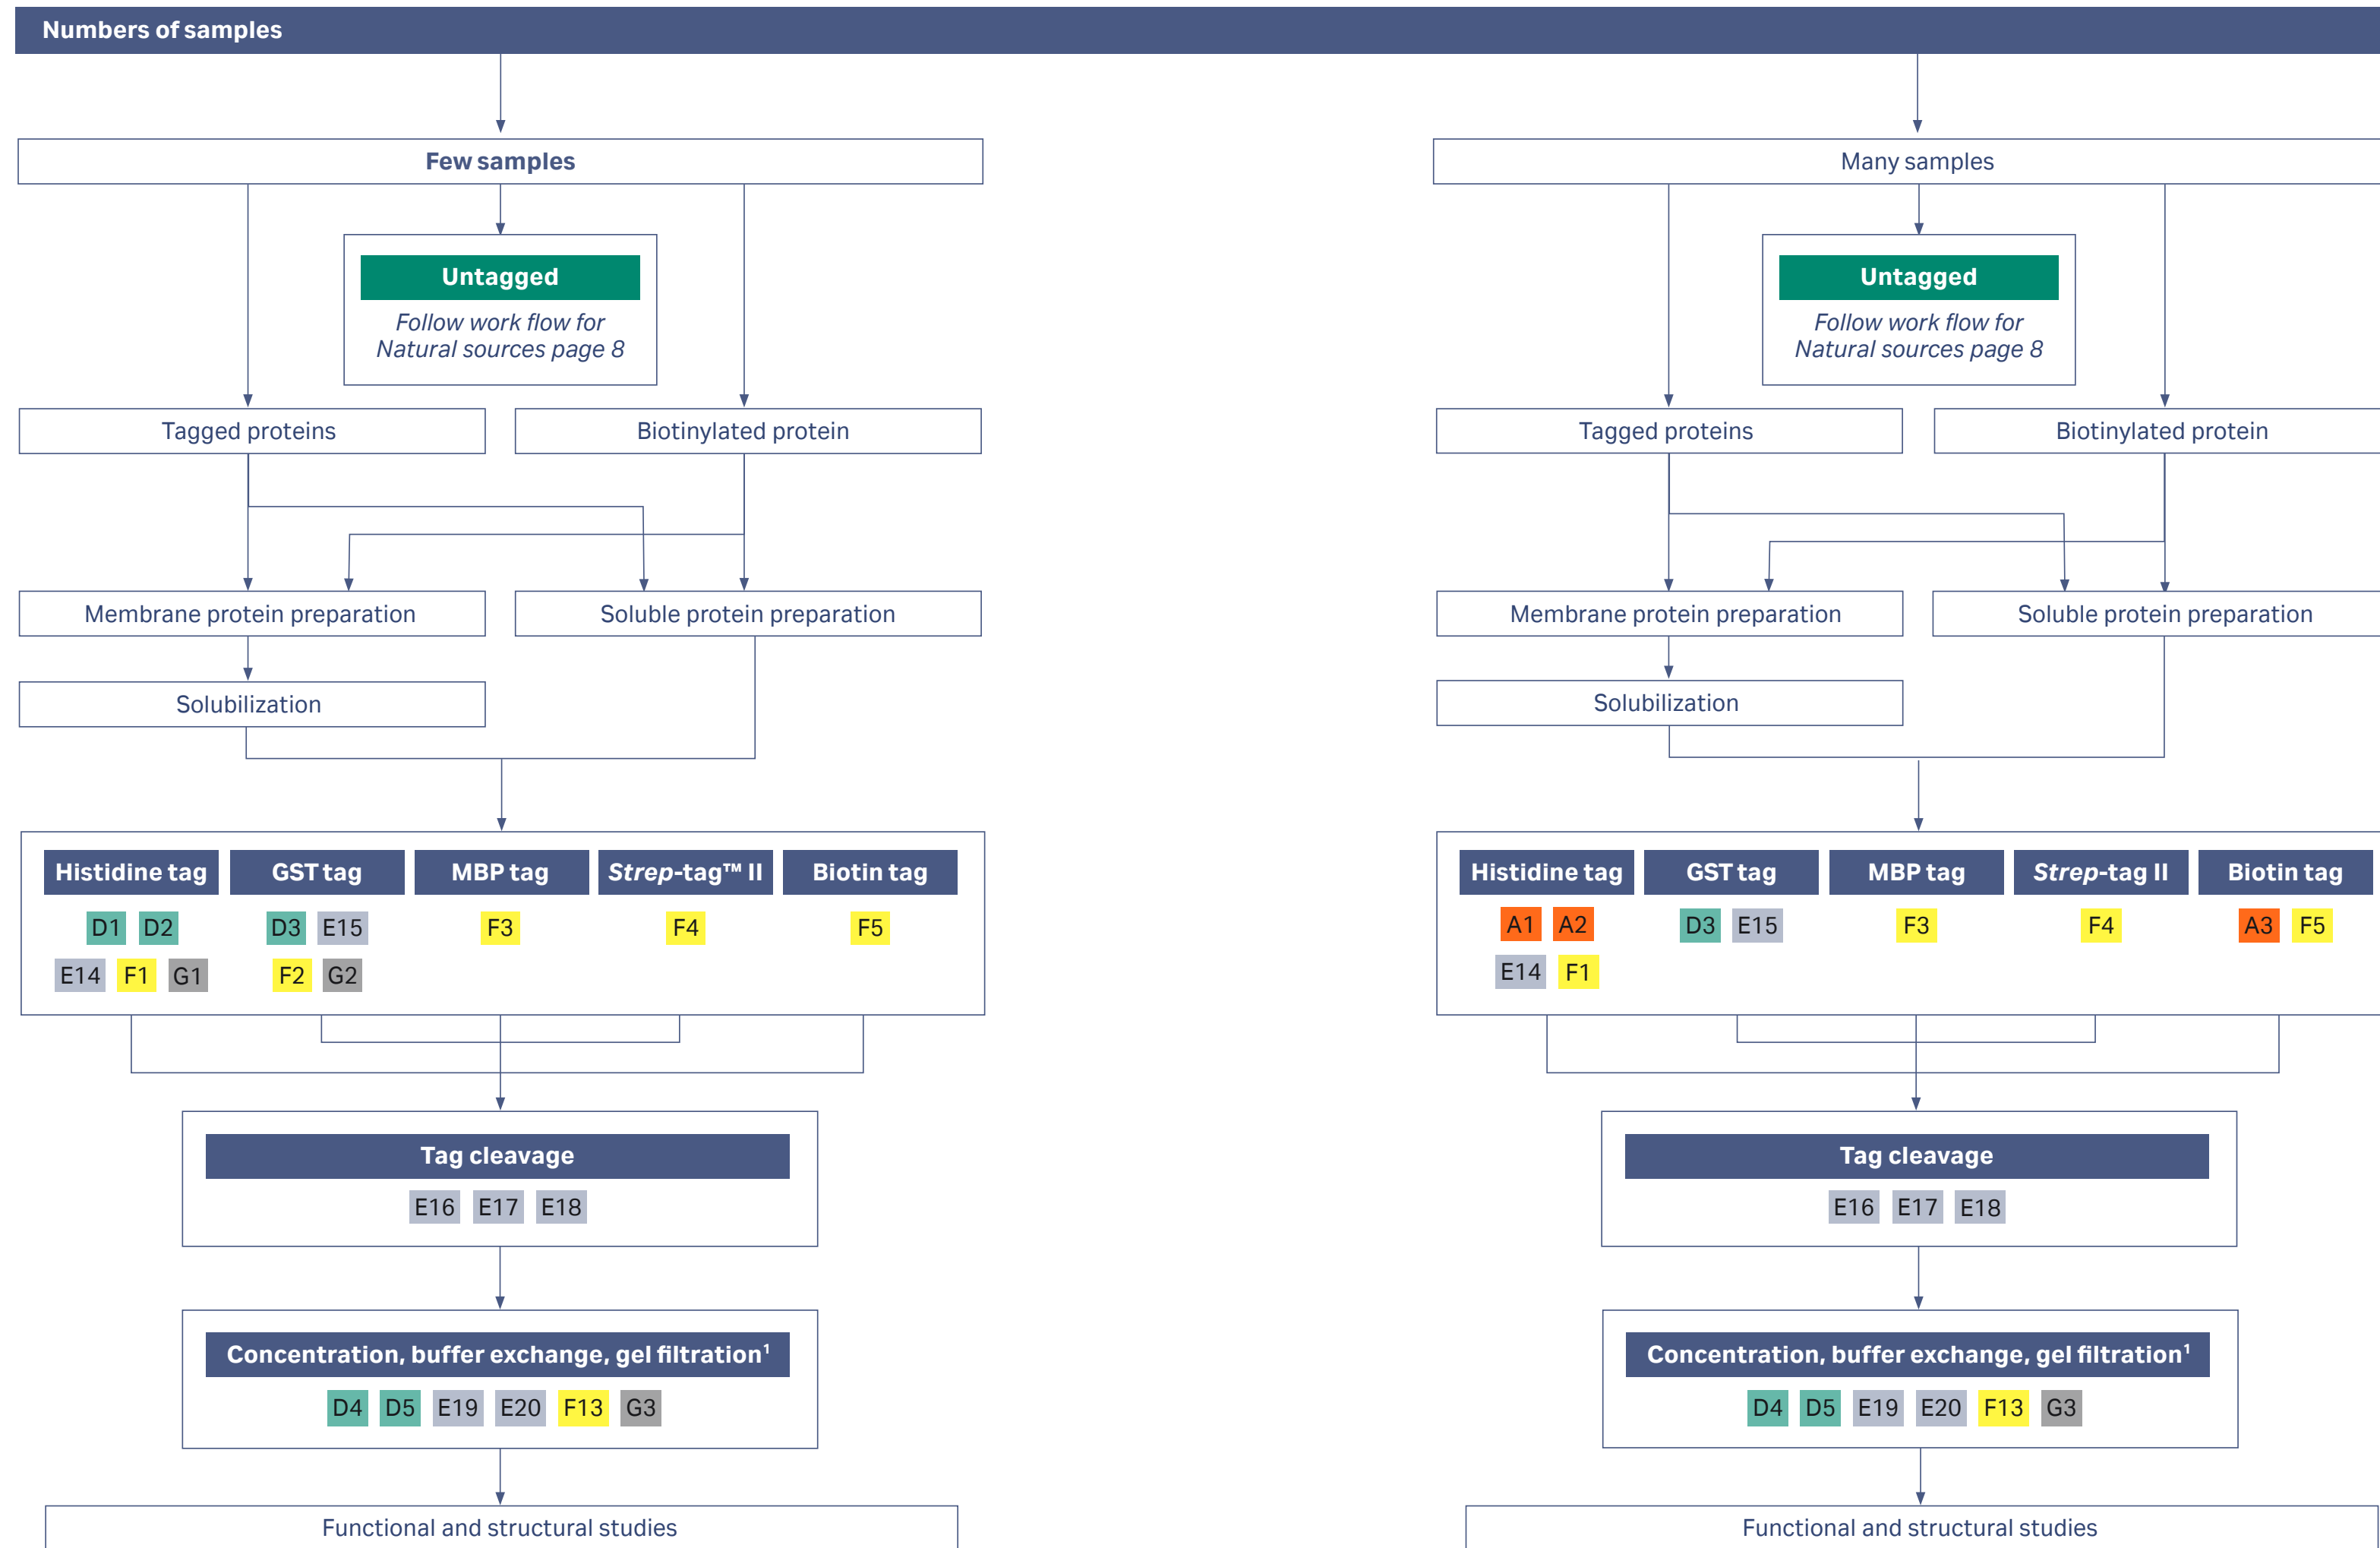 Numbers of samples
Few samples
Untagged
Follow work flow for
Natural sources page 8
Tagged proteins
Biotinylated protein
Membrane protein preparation
Soluble protein preparation
Solubilization
Histidine tag
GST tag
MBP tag
Strep-tag™ II
Biotin tag
D1 D2
D3 E15
F3
F4
F5
E14 F1 G1
F2 G2
Tag cleavage
E16 E17 E18
Concentration, buffer exchange, gel filtration¹
D4 D5 E19 E20 F13 G3
Functional and structural studies
Many samples
Untagged
Follow work flow for
Natural sources page 8
Tagged proteins
Biotinylated protein
Membrane protein preparation
Soluble protein preparation
Solubilization
Histidine tag
GST tag
MBP tag
Strep-tag II
Biotin tag
A1 A2
D3 E15
F3
F4
A3 F5
E14 F1
Tag cleavage
E16 E17 E18
Concentration, buffer exchange, gel filtration¹
D4 D5 E19 E20 F13 G3
Functional and structural studies